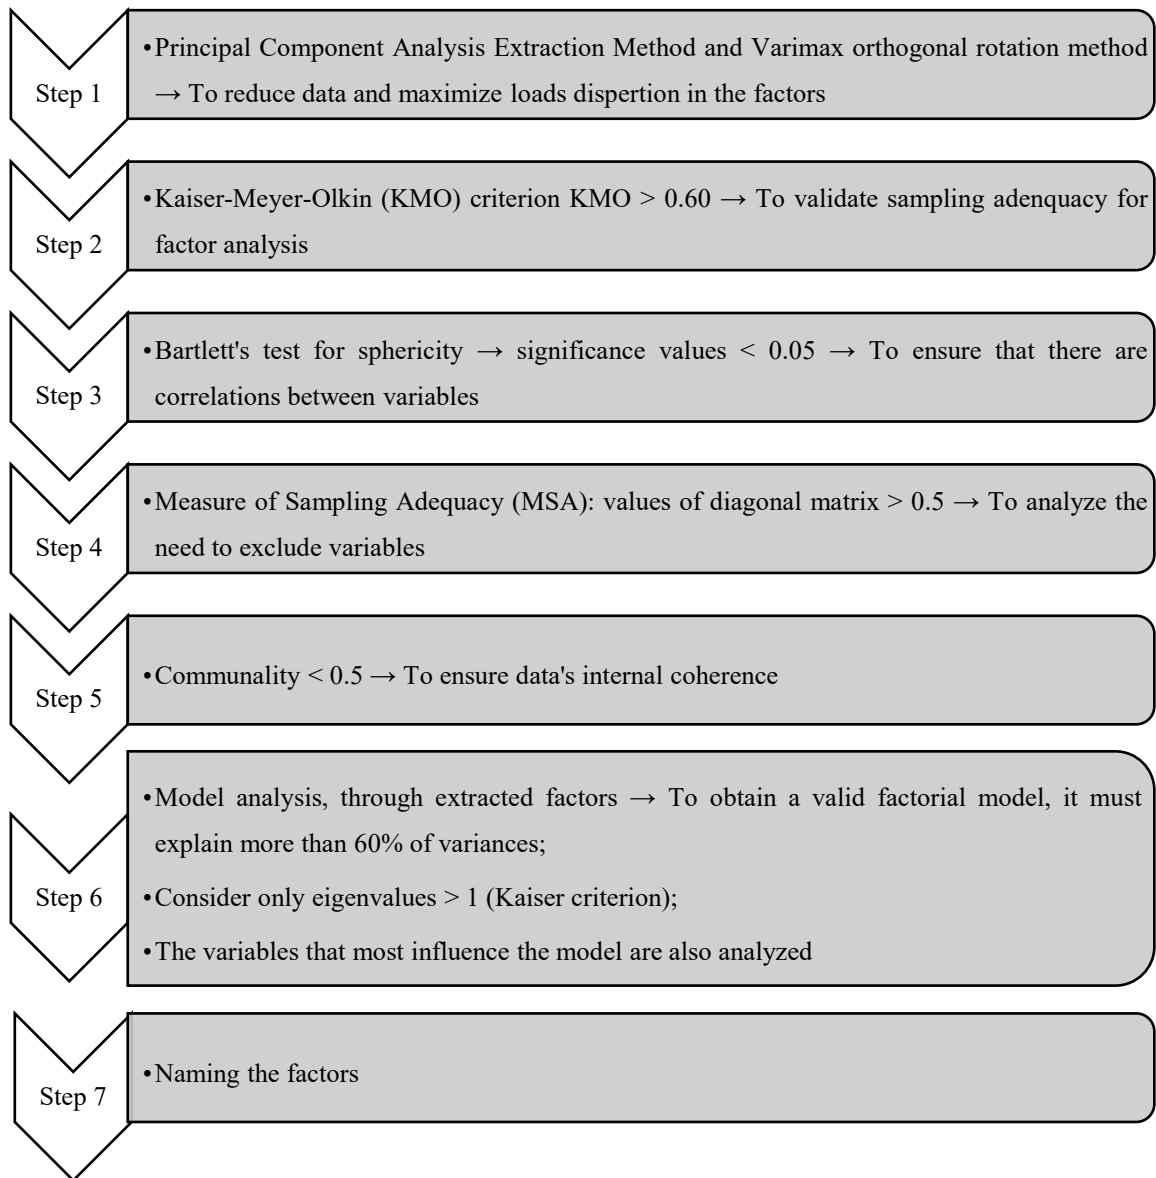 Step 1
•Principal Component Analysis Extraction Method and Varimax orthogonal rotation method
→ To reduce data and maximize loads dispertion in the factors
Step 2
•Kaiser-Meyer-Olkin (KMO) criterion KMO > 0.60 → To validate sampling adenquacy for
factor analysis
Step 3
•Bartlett's test for sphericity → significance values < 0.05 → To ensure that there are
correlations between variables
Step 4
•Measure of Sampling Adequacy (MSA): values of diagonal matrix > 0.5 → To analyze the
need to exclude variables
Step 5
•Communality < 0.5 → To ensure data's internal coherence
Step 6
•Model analysis, through extracted factors → To obtain a valid factorial model, it must
explain more than 60% of variances;
•Consider only eigenvalues > 1 (Kaiser criterion);
•The variables that most influence the model are also analyzed
Step 7
•Naming the factors